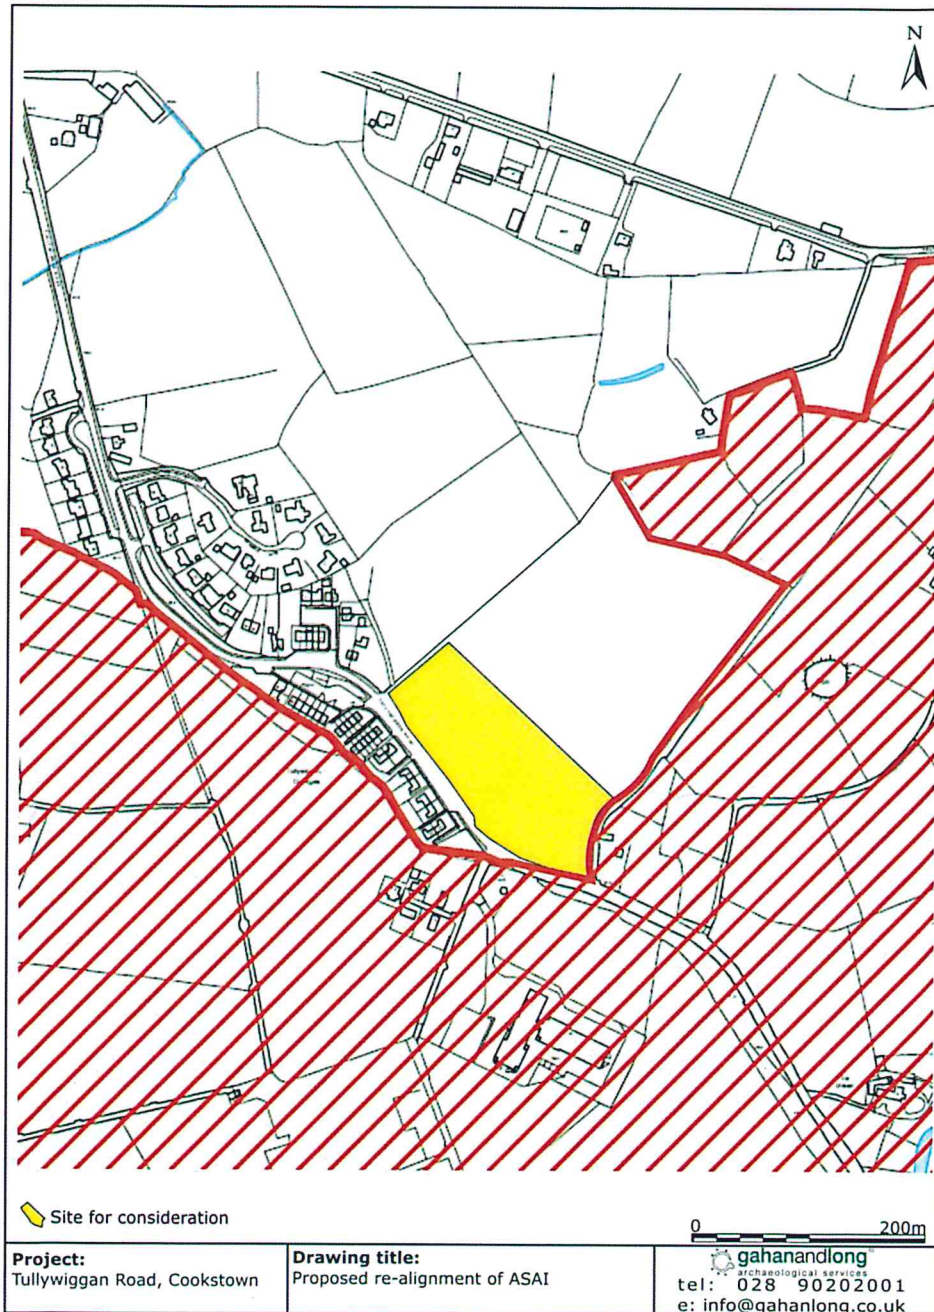 N
Site for consideration
0 200m
Project:
Tullywiggan Road, Cookstown
Drawing title:
Proposed re-alignment of ASAI
gahanandlong
archaeological services
tel: 028 90202001
e: info@gahanlong.co.uk